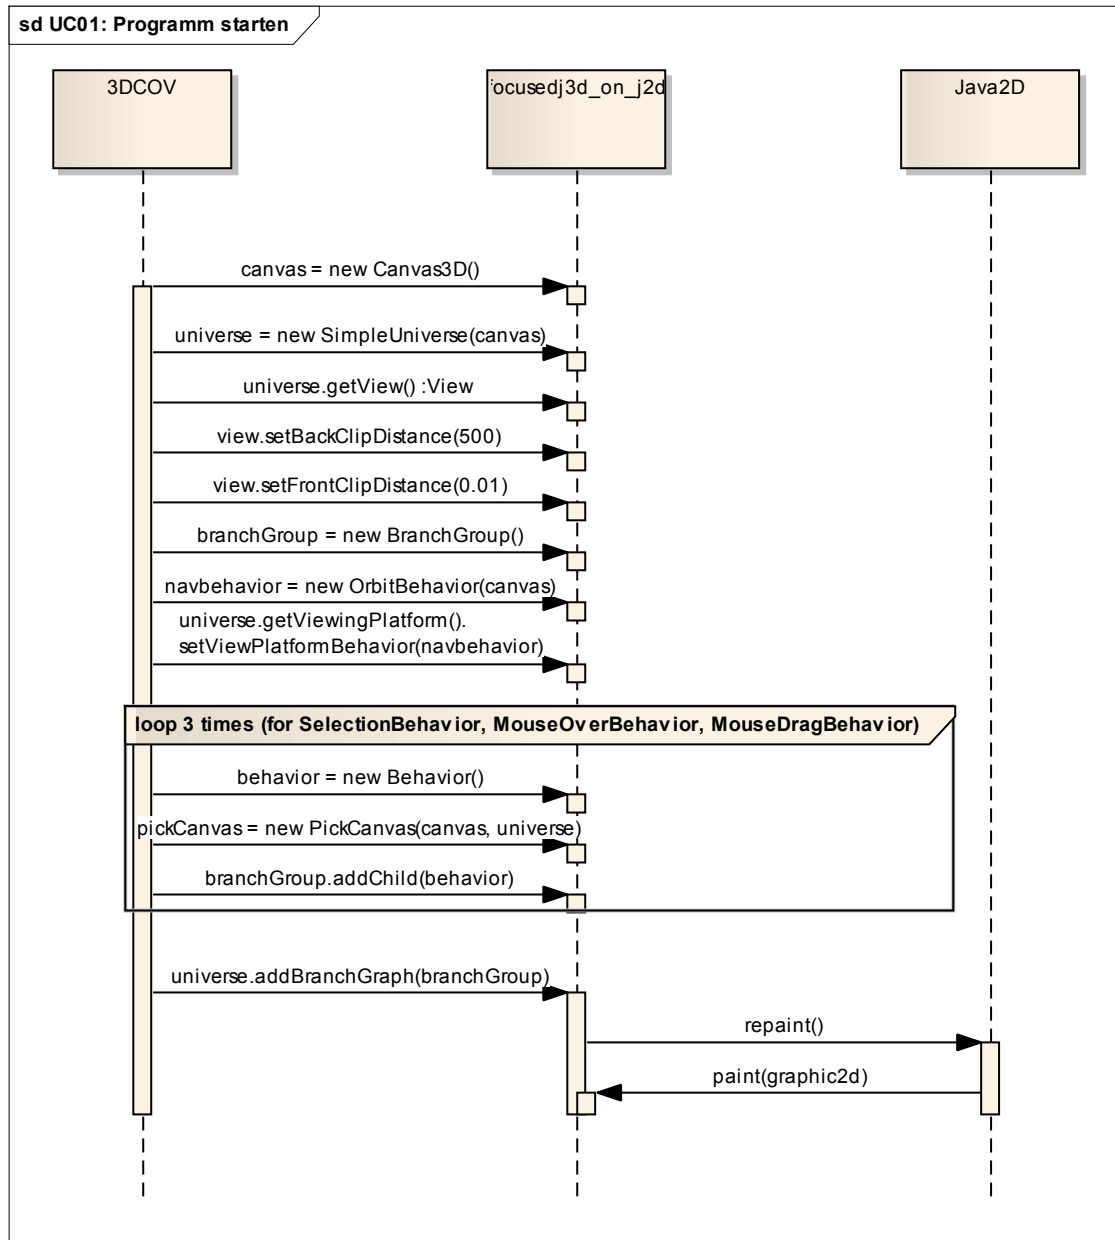 sd UC01: Programm starten
3DCOV
ocusedj3d_on_j2d
Java2D
canvas = new Canvas3D()
universe = new SimpleUniverse(canvas)
universe.getView() :View
view.setBackClipDistance(500)
view.setFrontClipDistance(0.01)
branchGroup = new BranchGroup()
navbehavior = new OrbitBehavior(canvas)
universe.getViewingPlatform().
setViewPlatformBehavior(navbehavior)
loop 3 times (for SelectionBehavior, MouseOverBehavior, MouseDragBehavior)
behavior = new Behavior()
pickCanvas = new PickCanvas(canvas, universe)
branchGroup.addChild(behavior)
universe.addBranchGraph(branchGroup)
repaint()
paint(graphic2d)